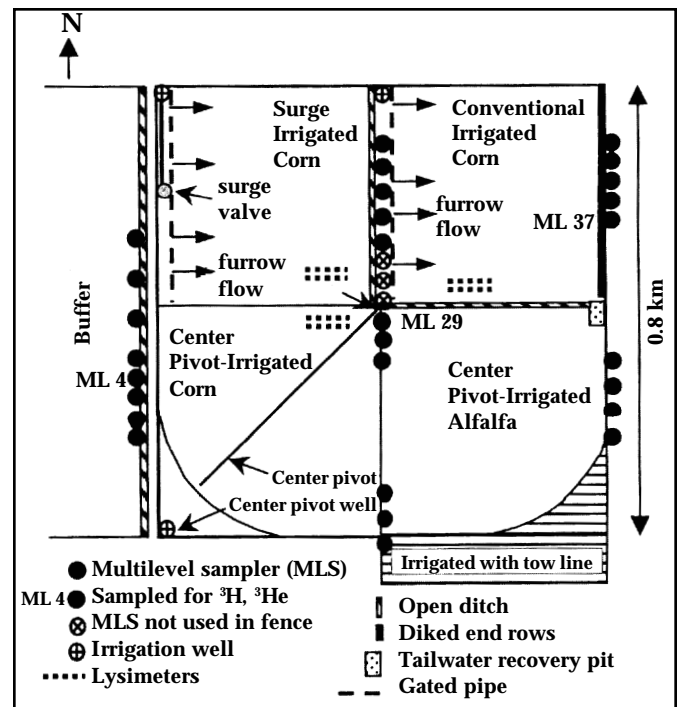 N
Surge
Irrigated
Corn
Conventional
Irrigated
Corn
surge
valve
furrow
flow
ML 37
furrow
flow
Buffer
0.8 km
ML 29
Center
Pivot-Irrigated
Corn
ML 4
Center
Pivot-Irrigated
Alfalfa
Center pivot
Center pivot well
Irrigated with tow line
Multilevel sampler (MLS)
ML 4 Sampled for ³H, ³He
MLS not used in fence
Irrigation well
Lysimeters
Open ditch
Diked end rows
Tailwater recovery pit
Gated pipe